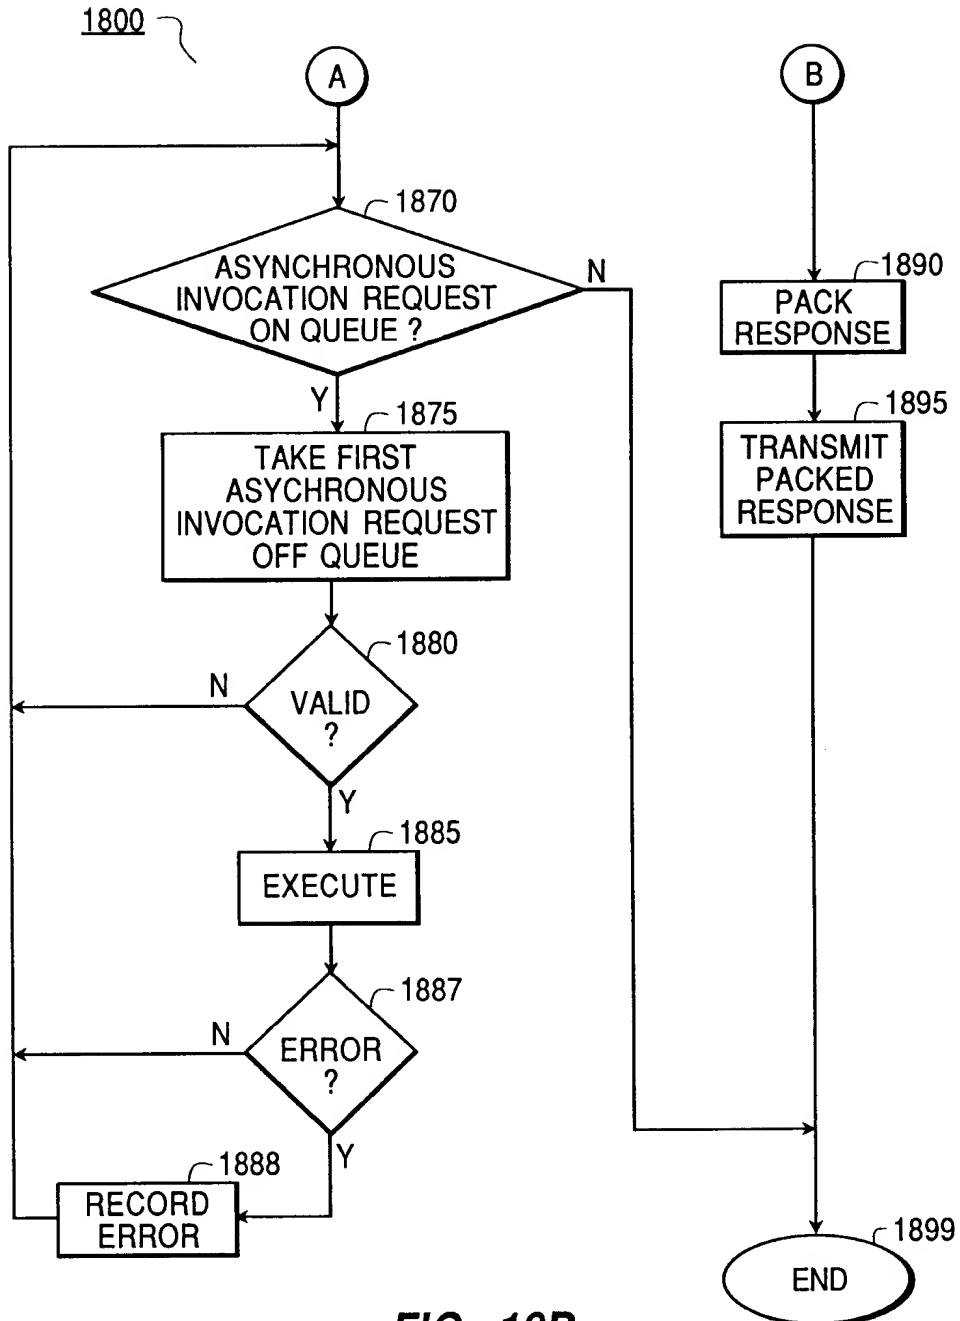 1800
A
B
1870
ASYNCHRONOUS
INVOCATION REQUEST
ON QUEUE ?
N
Y
1890
PACK
RESPONSE
1875
TAKE FIRST
ASYCHRONOUS
INVOCATION REQUEST
OFF QUEUE
1895
TRANSMIT
PACKED
RESPONSE
1880
VALID
?
N
Y
1885
EXECUTE
1887
ERROR
?
N
Y
1888
RECORD
ERROR
1899
END